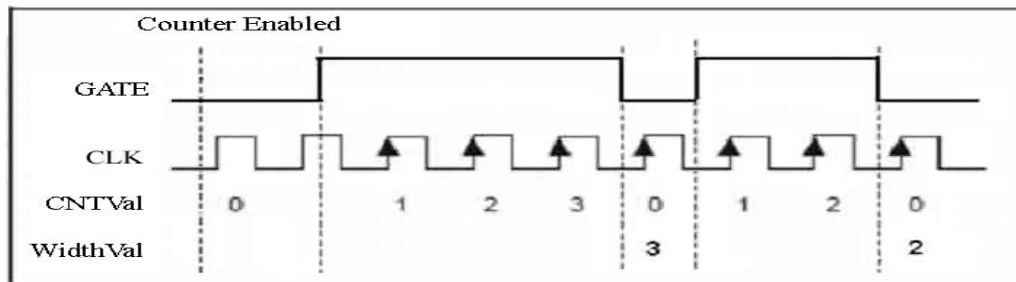 Counter Enabled
GATE
CLK
CNTVal 0 1 2 3 0 1 2 0
WidthVal 3 2